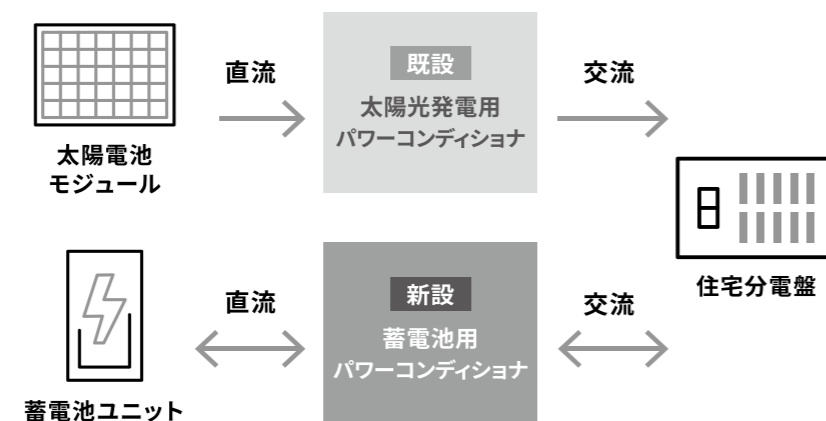 直流
既設
太陽光発電用
パワーコンディショナ
交流
太陽電池
モジュール
住宅分電盤
直流
新設
蓄電池用
パワーコンディショナ
交流
蓄電池ユニット